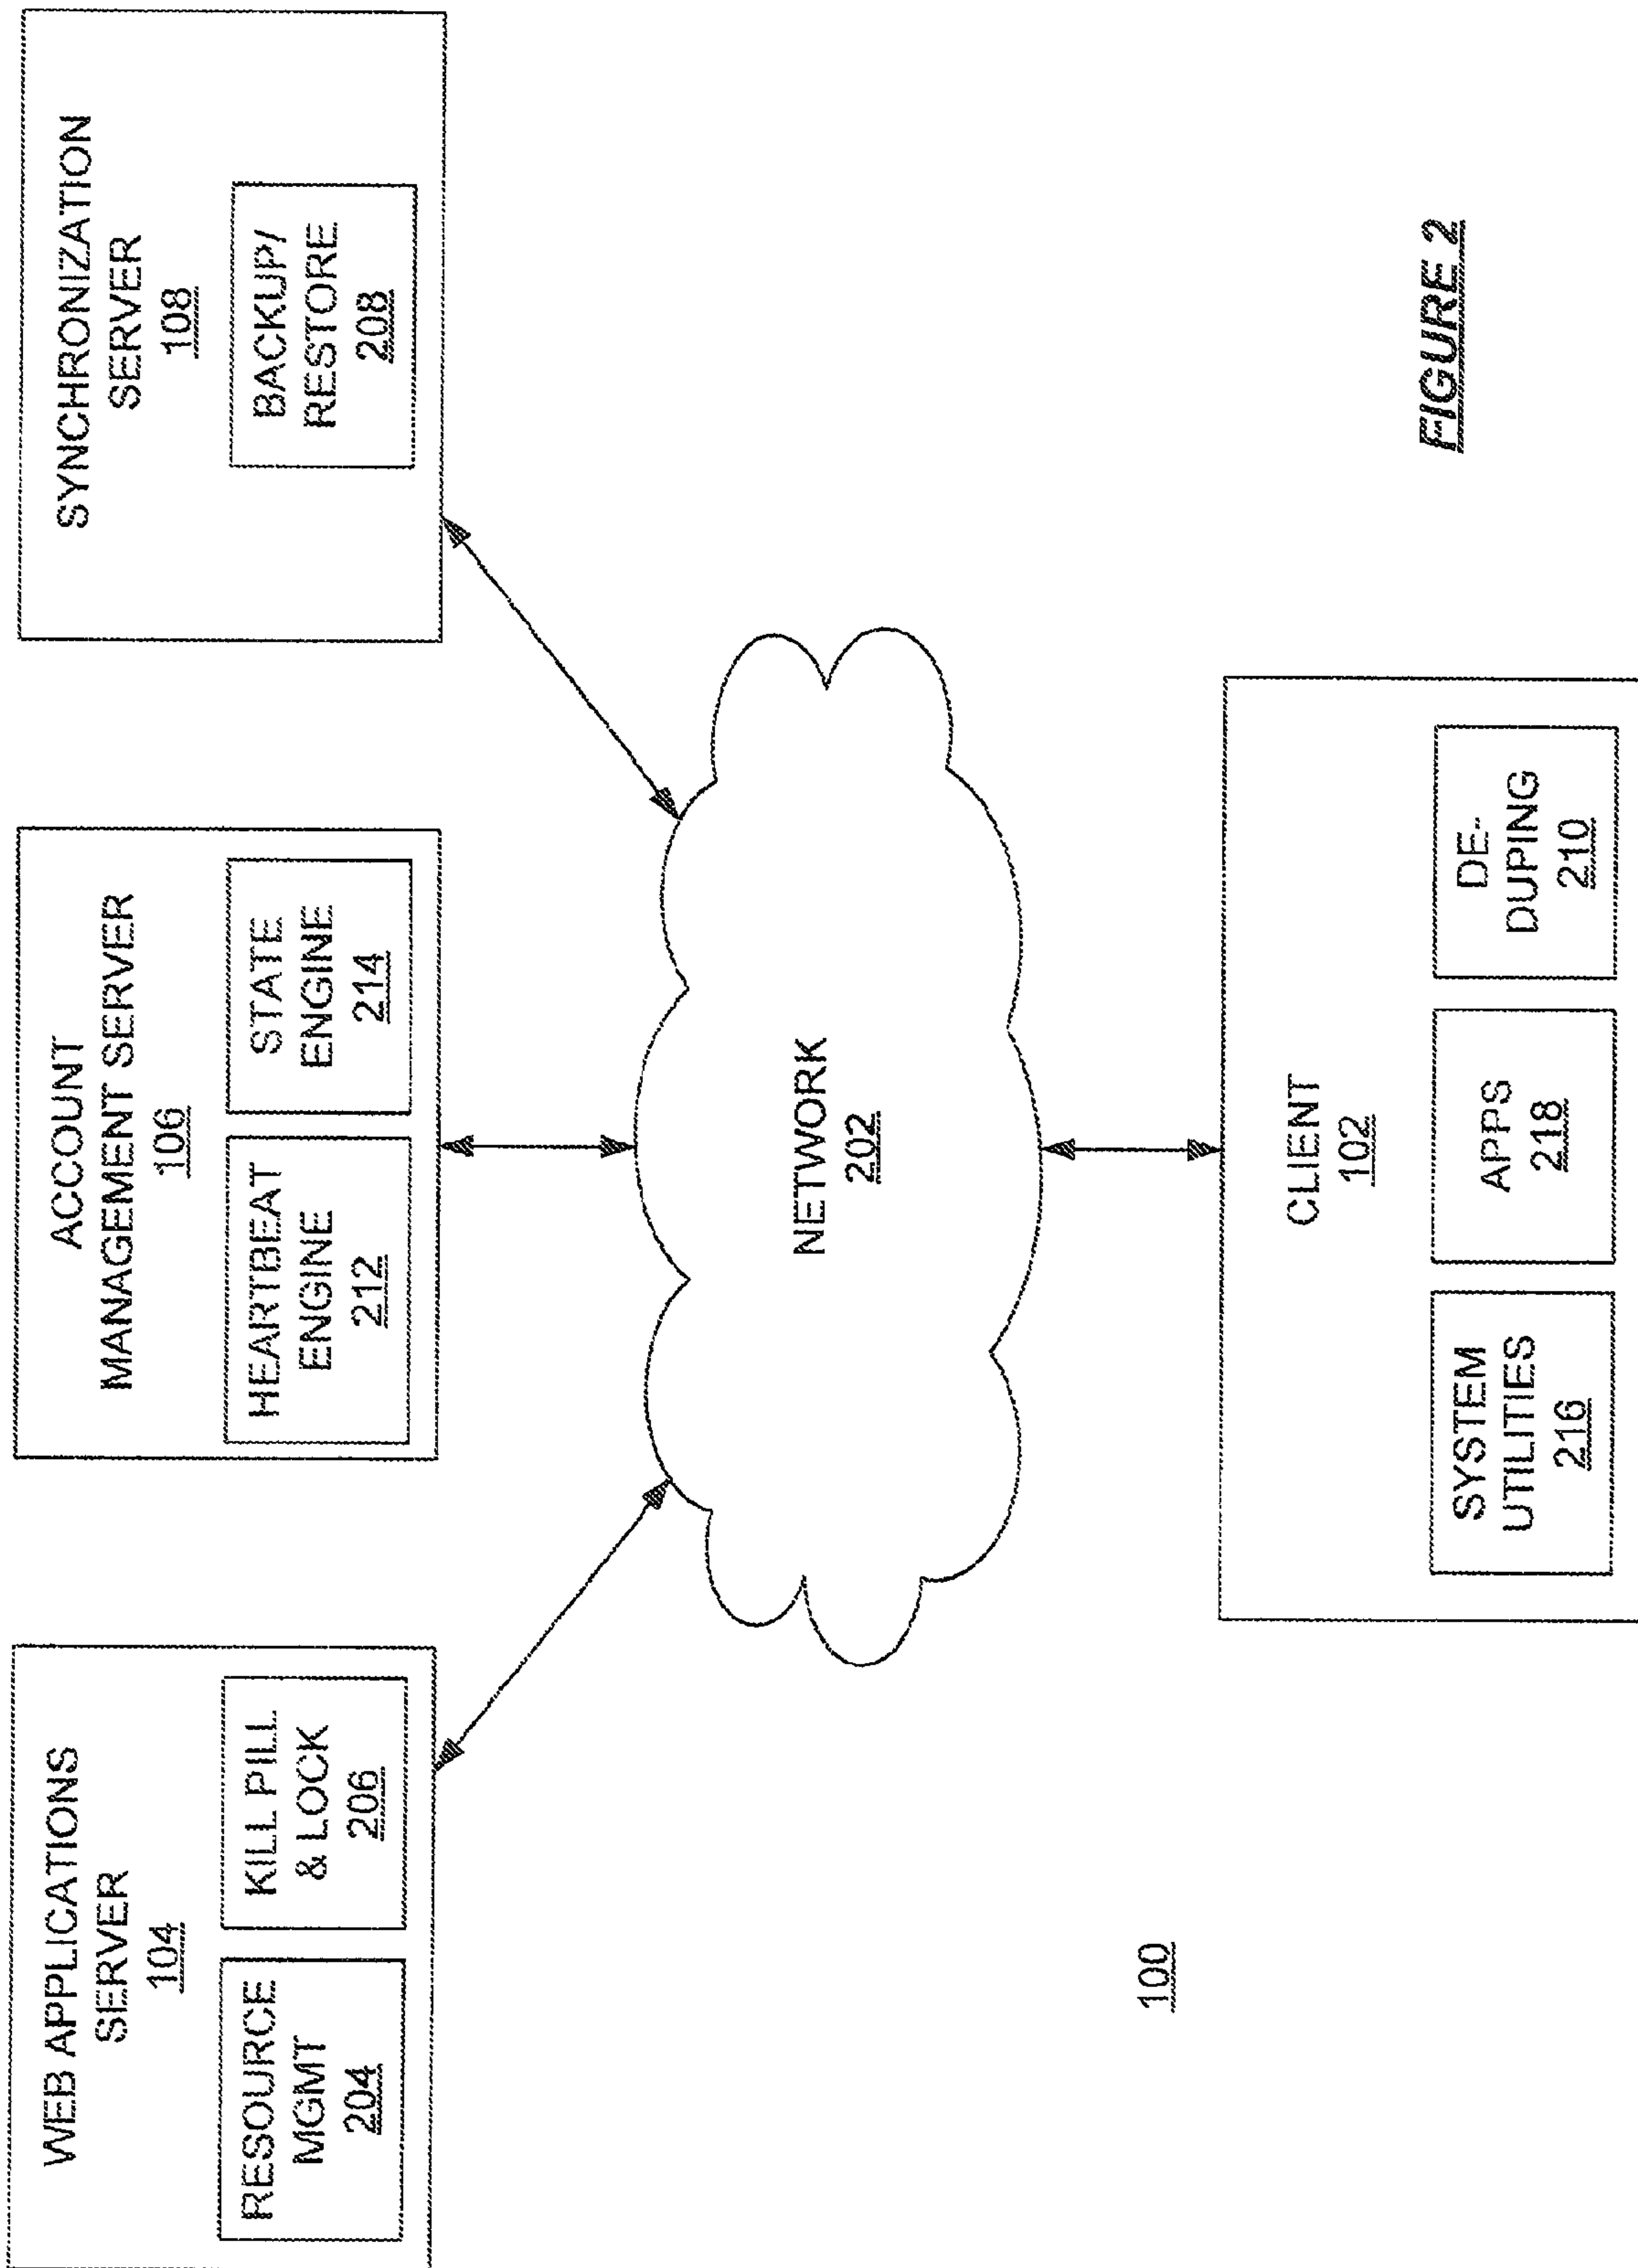 WEB APPLICATIONS
SERVER
104
RESOURCE
MGMT
204
KILL PILL
& LOCK
206
ACCOUNT
MANAGEMENT SERVER
106
HEARTBEAT
ENGINE
212
STATE
ENGINE
214
SYNCHRONIZATION
SERVER
108
BACKUP/
RESTORE
208
NETWORK
202
100
CLIENT
102
SYSTEM
UTILITIES
216
APPS
218
DE-
DUPING
210
FIGURE 2